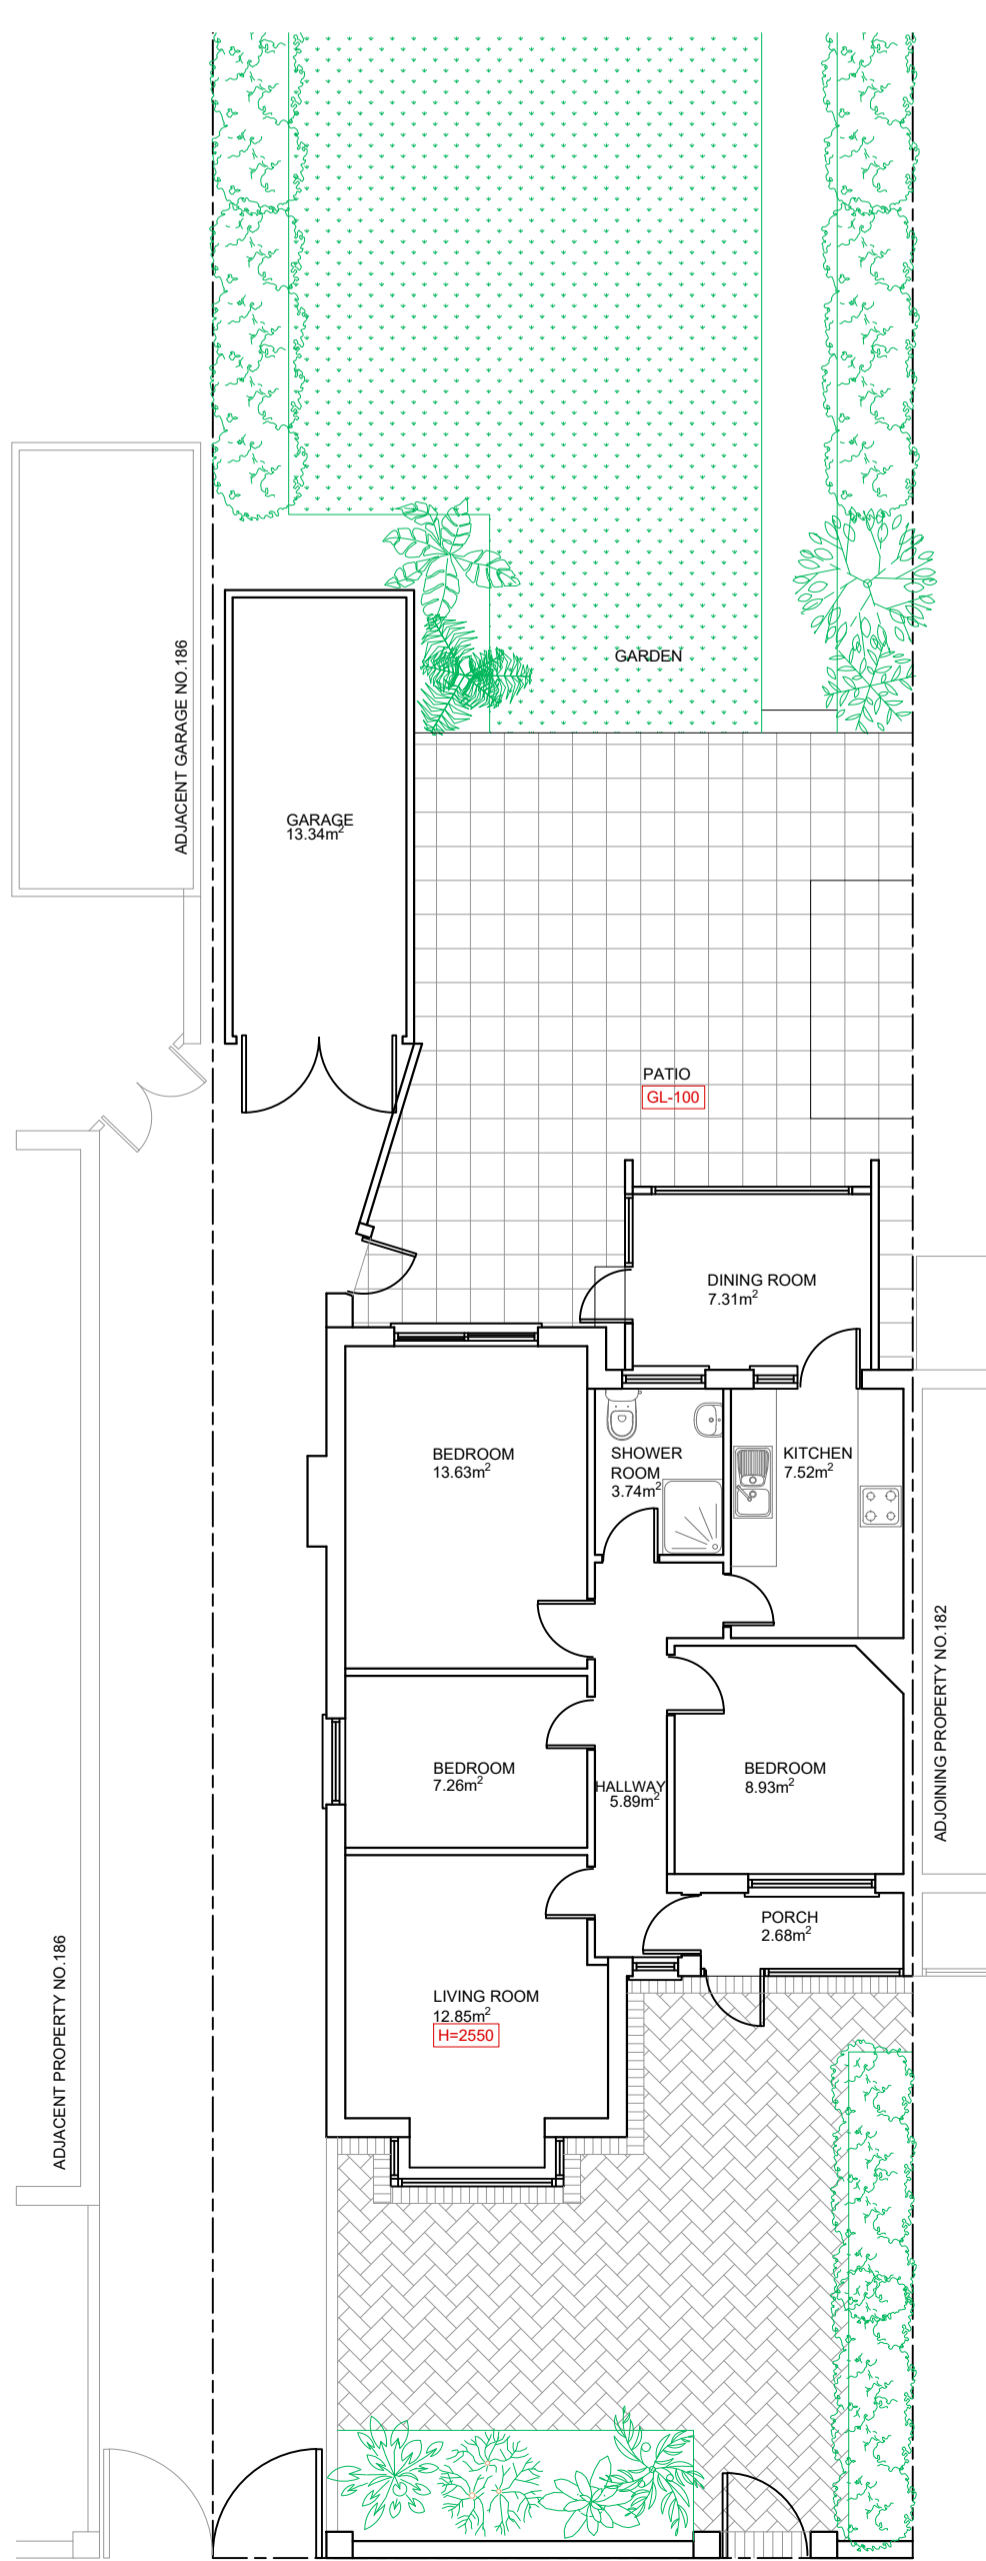 ADJACENT GARAGE NO.186
GARDEN
GARAGE
13.34m²
PATIO
GL-100
DINING ROOM
7.31m²
BEDROOM
13.63m²
SHOWER
ROOM
3.74m²
KITCHEN
7.52m²
BEDROOM
7.26m²
HALLWAY
5.89m²
BEDROOM
8.93m²
ADJOINING PROPERTY NO.182
PORCH
2.68m²
LIVING ROOM
12.85m²
H=2550
ADJACENT PROPERTY NO.186